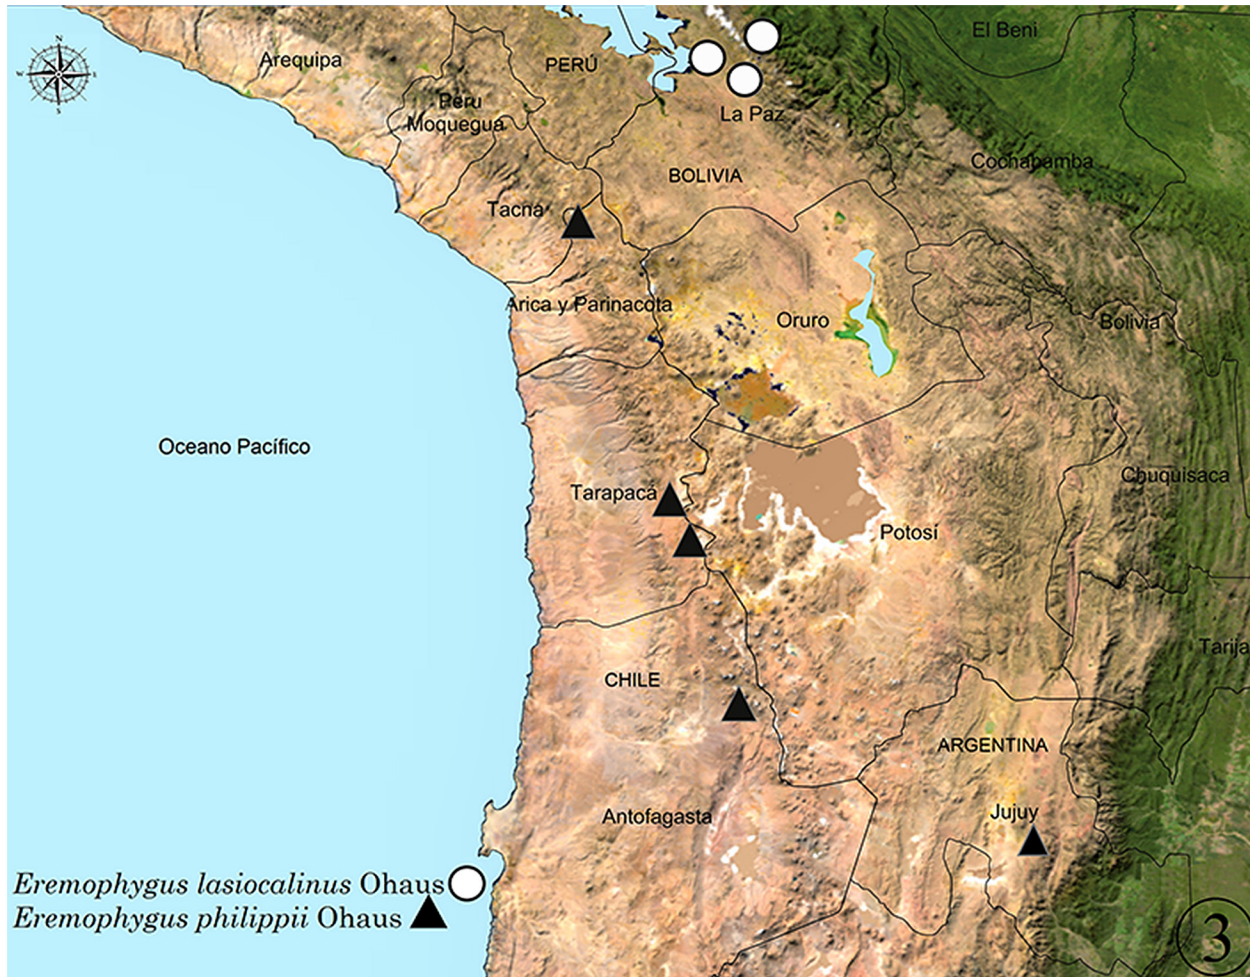 El Beni
N
W E
S
Arequipa
PERÚ
Peru
Moquegua
La Paz
Cochabamba
BOLIVIA
Tacna
Arica y Parinacota
Oruro
Bolivia
Oceano Pacífico
Chuquisaca
Tarapacá
Potosí
Tarija
CHILE
ARGENTINA
Jujuy
Antofagasta
Eremophygus lasiocalinus Ohaus
Eremophygus philippii Ohaus
3